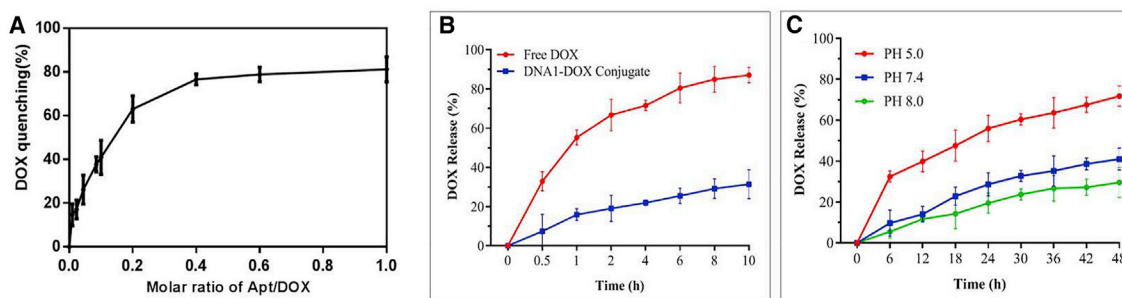 A
DOX quenching(%)
100
80
60
40
20
0
0.0 0.2 0.4 0.6 0.8 1.0
Molar ratio of Apt/DOX
B
DOX Release (%)
100
80
60
40
20
0
Free DOX
DNA1-DOX Conjugate
0 0.5 1 2 4 6 8 10
Time (h)
C
DOX Release (%)
100
80
60
40
20
0
PH 5.0
PH 7.4
PH 8.0
0 6 12 18 24 30 36 42 48
Time (h)